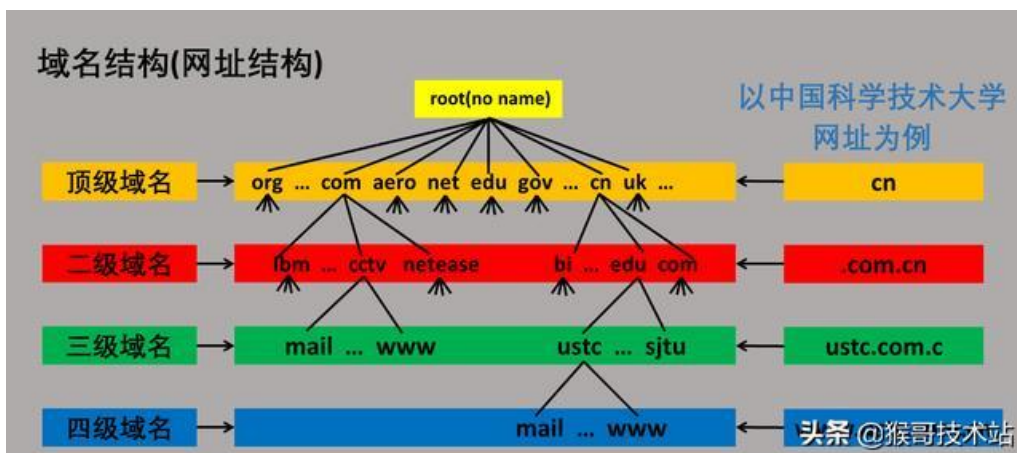 域名结构(网址结构)
root(no name)
以中国科学技术大学
网址为例
顶级域名 org ... com aero net edu gov ... cn uk ... cn
二级域名 ibm ... cctv netease bi ... edu com .com.cn
三级域名 mail ... www ustc ... sjtu ustc.com.c
四级域名 mail ... www
头条 @猴哥技术站